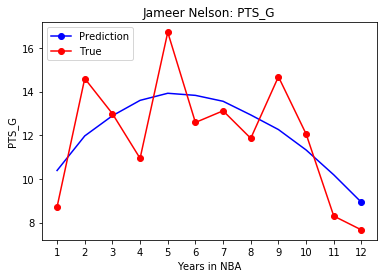 Jameer Nelson: PTS_G
Prediction
True
16
14
12
10
8
PTS_G
1 2 3 4 5 6 7 8 9 10 11 12
Years in NBA